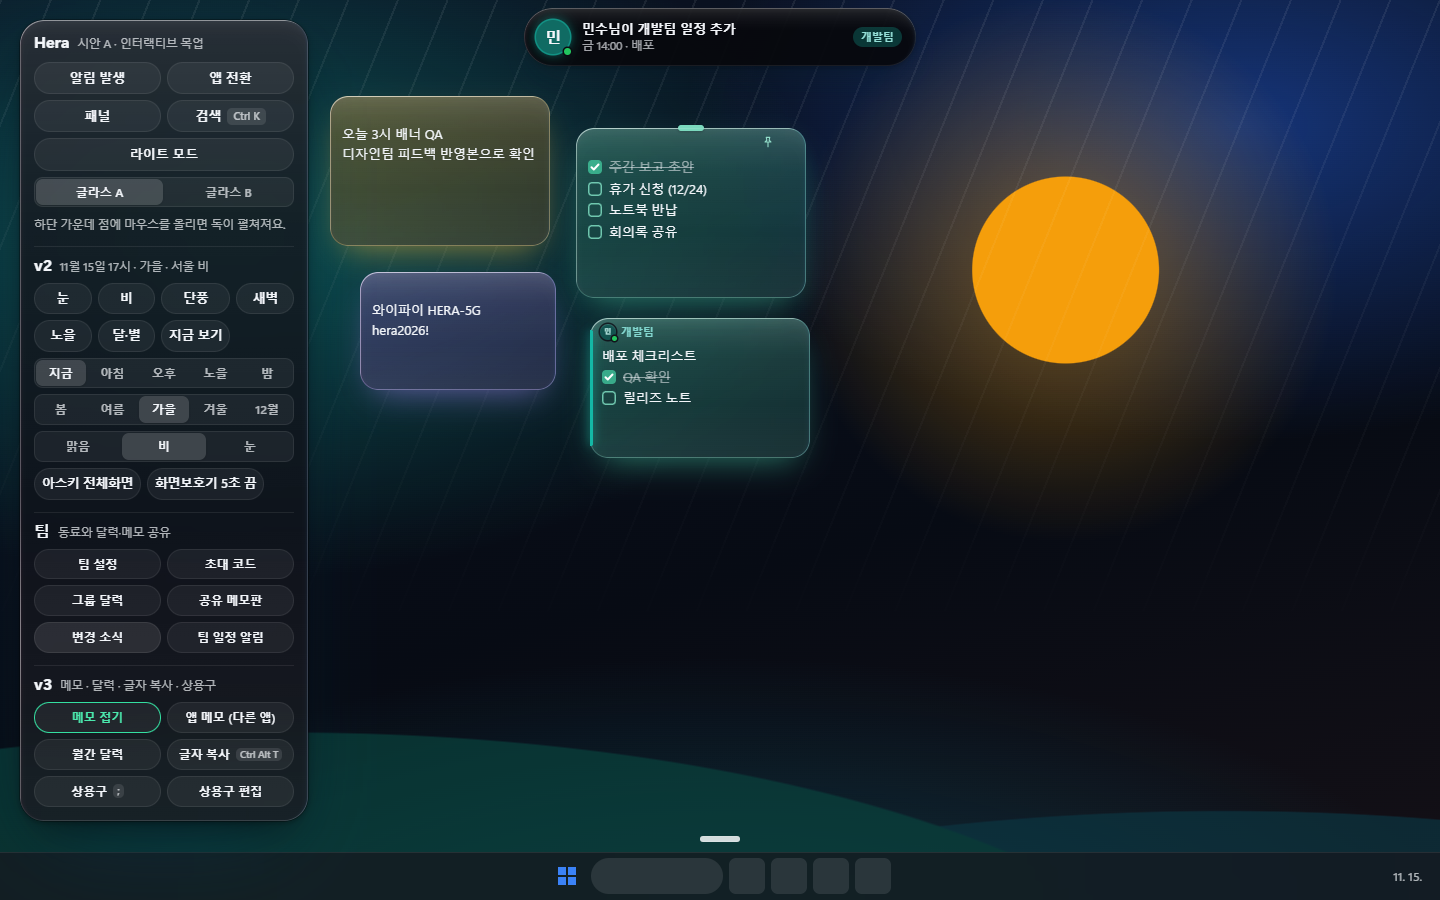 Hera 시안 A · 인터랙티브 목업
알림 발생
앱 전환
패널
검색 Ctrl K
라이트 모드
글라스 A
글라스 B
하단 가운데 점에 마우스를 올리면 독이 펼쳐져요.
v2 11월 15일 17시 · 가을 · 서울 비
눈
비
단풍
새벽
노을
달·별
지금 보기
지금
아침
오후
노을
밤
봄
여름
가을
겨울
12월
맑음
비
눈
아스키 전체화면
화면보호기 5초 끔
팀 동료와 달력·메모 공유
팀 설정
초대 코드
그룹 달력
공유 메모판
변경 소식
팀 일정 알림
v3 메모 · 달력 · 글자 복사 · 상용구
메모 접기
앱 메모 (다른 앱)
월간 달력
글자 복사 Ctrl Alt T
상용구 ;
상용구 편집
민
민수님이 개발팀 일정 추가
금 14:00 · 배포
개발팀
오늘 3시 배너 QA
디자인팀 피드백 반영본으로 확인
주간 보고 초안
휴가 신청 (12/24)
노트북 반납
회의록 공유
와이파이 HERA-5G
hera2026!
민 개발팀
배포 체크리스트
QA 확인
릴리즈 노트
11. 15.